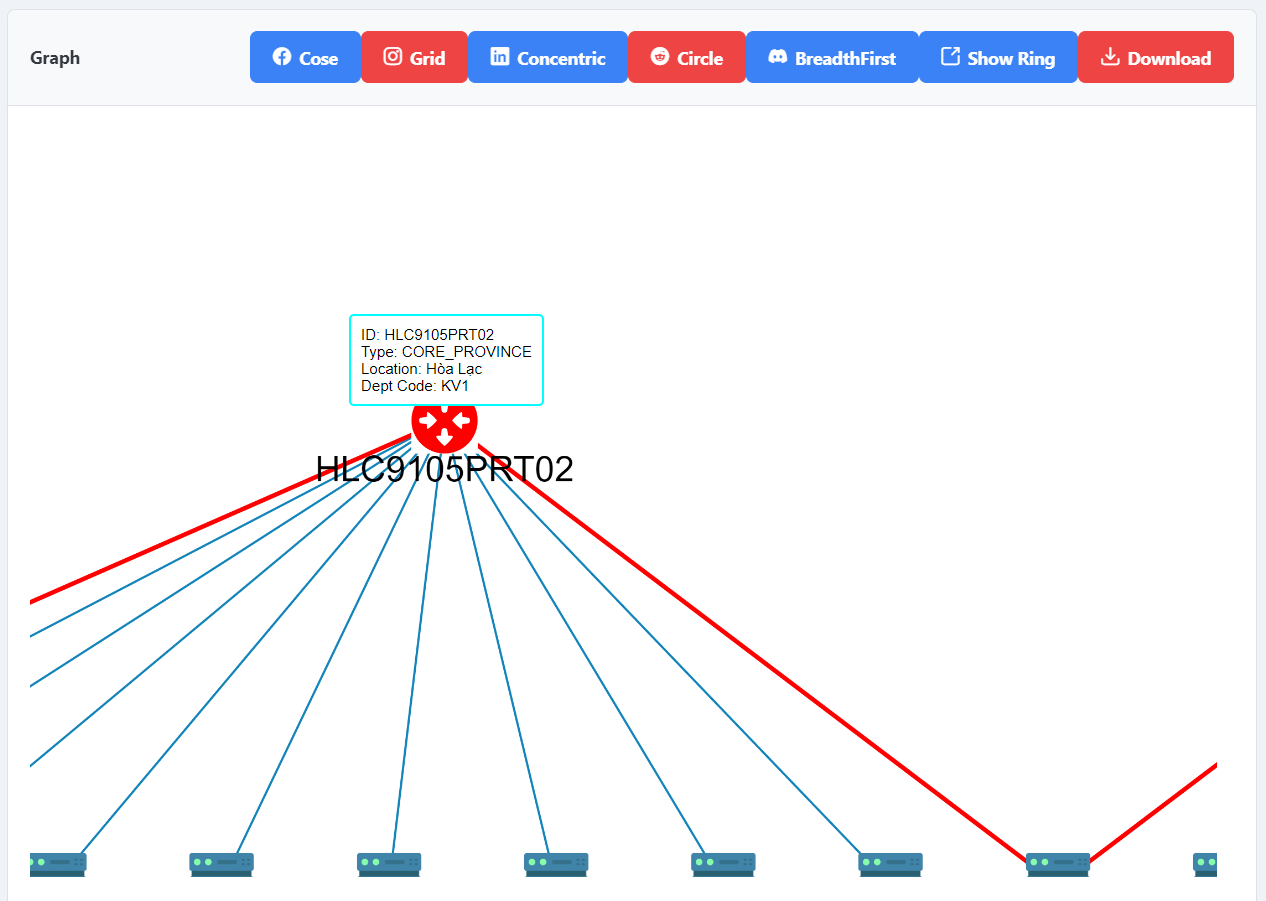 Graph
Cose
Grid
Concentric
Circle
BreadthFirst
Show Ring
Download
ID: HLC9105PRT02
Type: CORE_PROVINCE
Location: Hòa Lạc
Dept Code: KV1
HLC9105PRT02